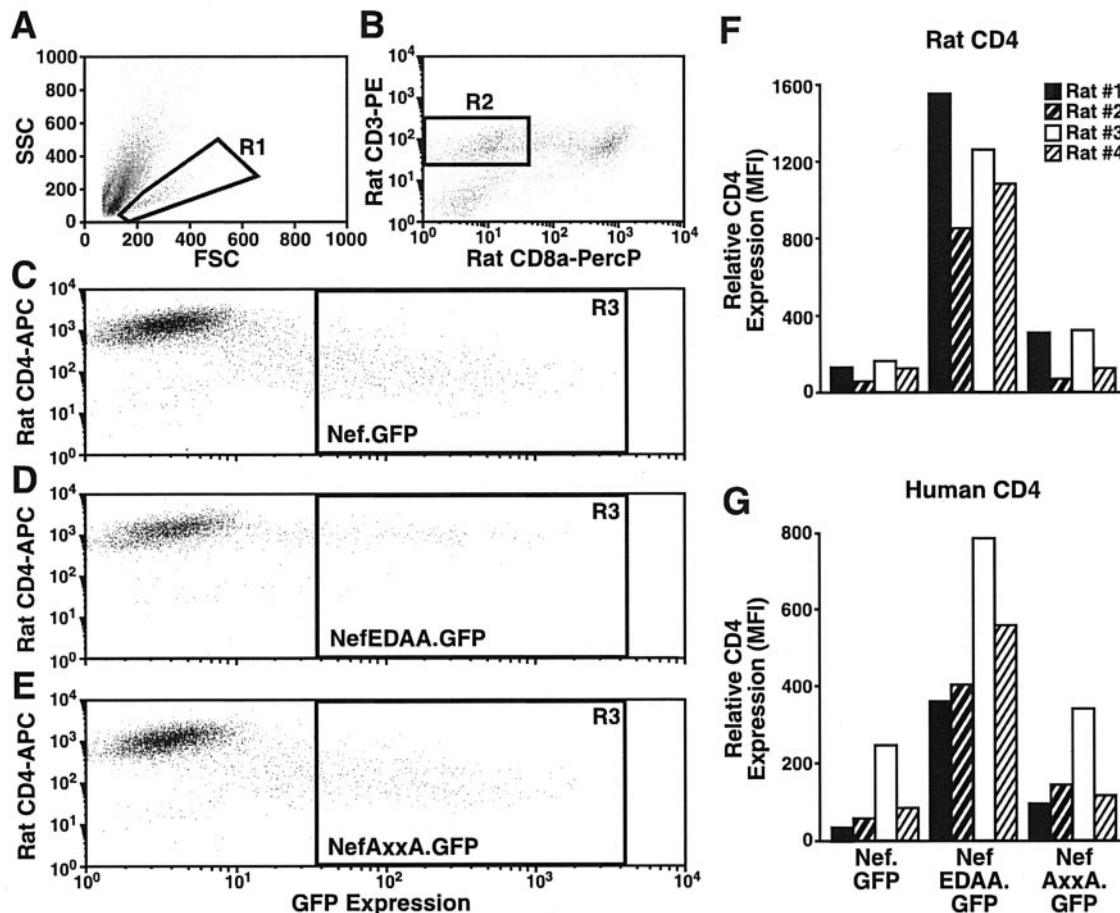 A
SSC
1000
800
600
400
200
0
R1
0 200 400 600 800 1000
FSC
B
Rat CD3-PE
10⁴
10³
10²
10¹
10⁰
R2
10⁰ 10¹ 10² 10³ 10⁴
Rat CD8a-PercP
C
Rat CD4-APC
10⁴
10³
10²
10¹
10⁰
R3
Nef.GFP
10⁰ 10¹ 10² 10³ 10⁴
D
Rat CD4-APC
10⁴
10³
10²
10¹
10⁰
R3
NefEDAA.GFP
E
Rat CD4-APC
10⁴
10³
10²
10¹
10⁰
R3
NefAxxA.GFP
10⁰ 10¹ 10² 10³ 10⁴
GFP Expression
F
Rat CD4
Relative CD4
Expression (MFI)
1600
1200
800
400
0
Rat #1
Rat #2
Rat #3
Rat #4
G
Human CD4
Relative CD4
Expression (MFI)
800
600
400
200
0
Nef.
GFP
Nef
EDAA.
GFP
Nef
AxxA.
GFP